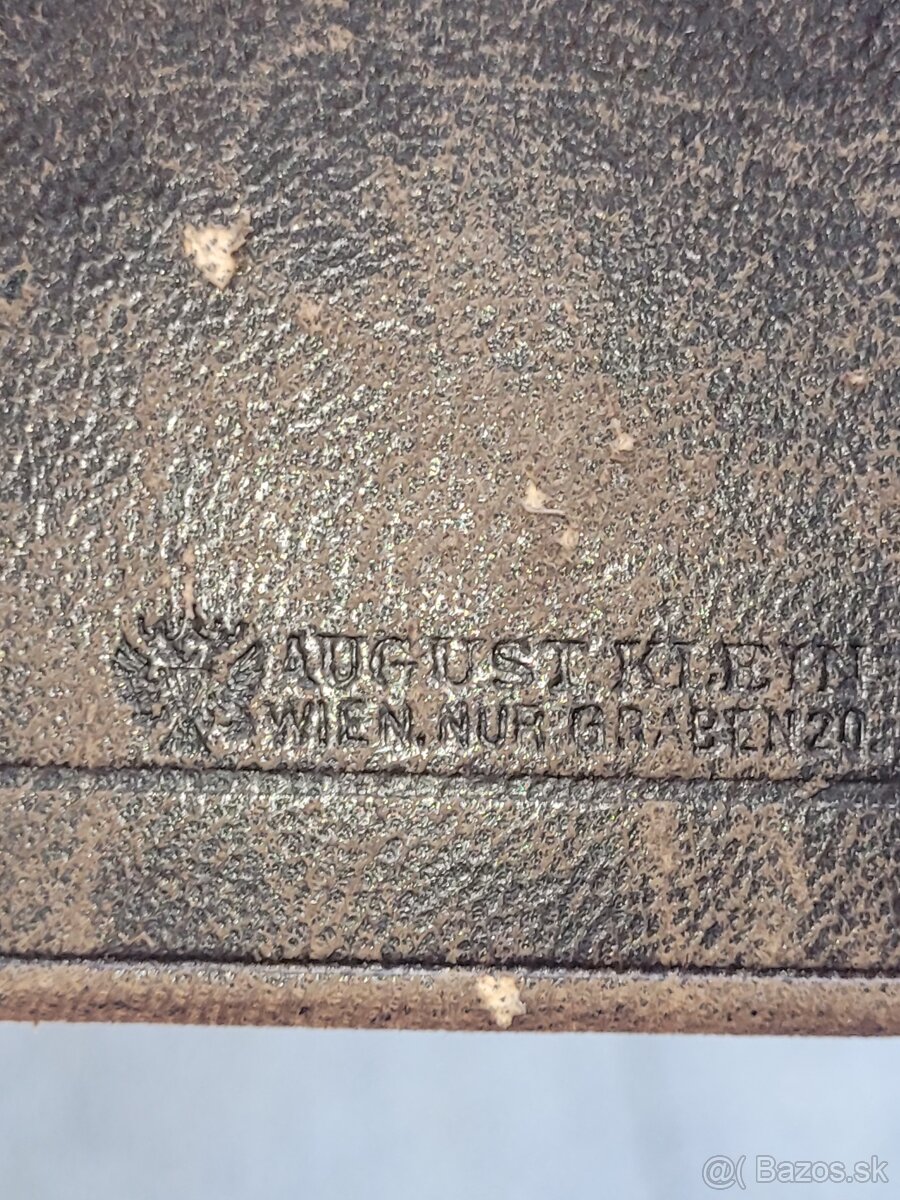 AUGUST KLEIN
WIEN. NUR GRABEN 20.
@( Bazos.sk